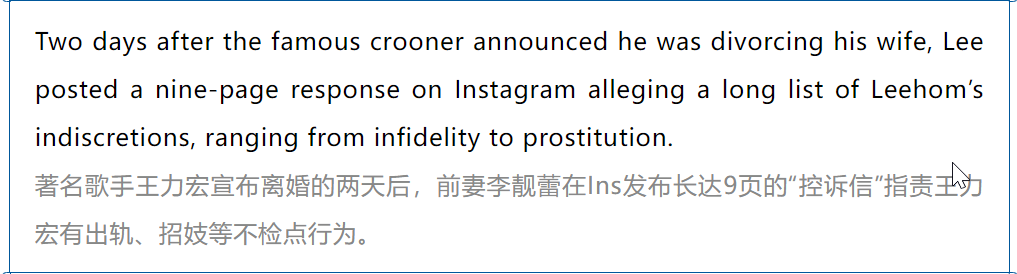 Two days after the famous crooner announced he was divorcing his wife, Lee
posted a nine-page response on Instagram alleging a long list of Leehom’s
indiscretions, ranging from infidelity to prostitution.
著名歌手王力宏宣布离婚的两天后，前妻李靓蕾在Ins发布长达9页的“控诉信”指责王力
宏有出轨、招妓等不检点行为。